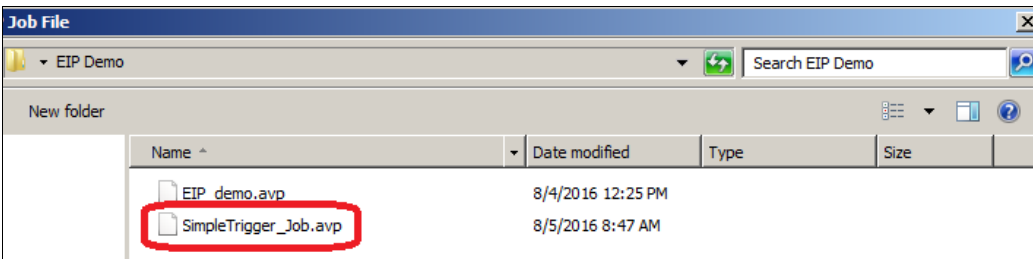 Job File
EIP Demo
Search EIP Demo
New folder
Name Date modified Type Size
EIP_demo.avp 8/4/2016 12:25 PM
SimpleTrigger_Job.avp 8/5/2016 8:47 AM